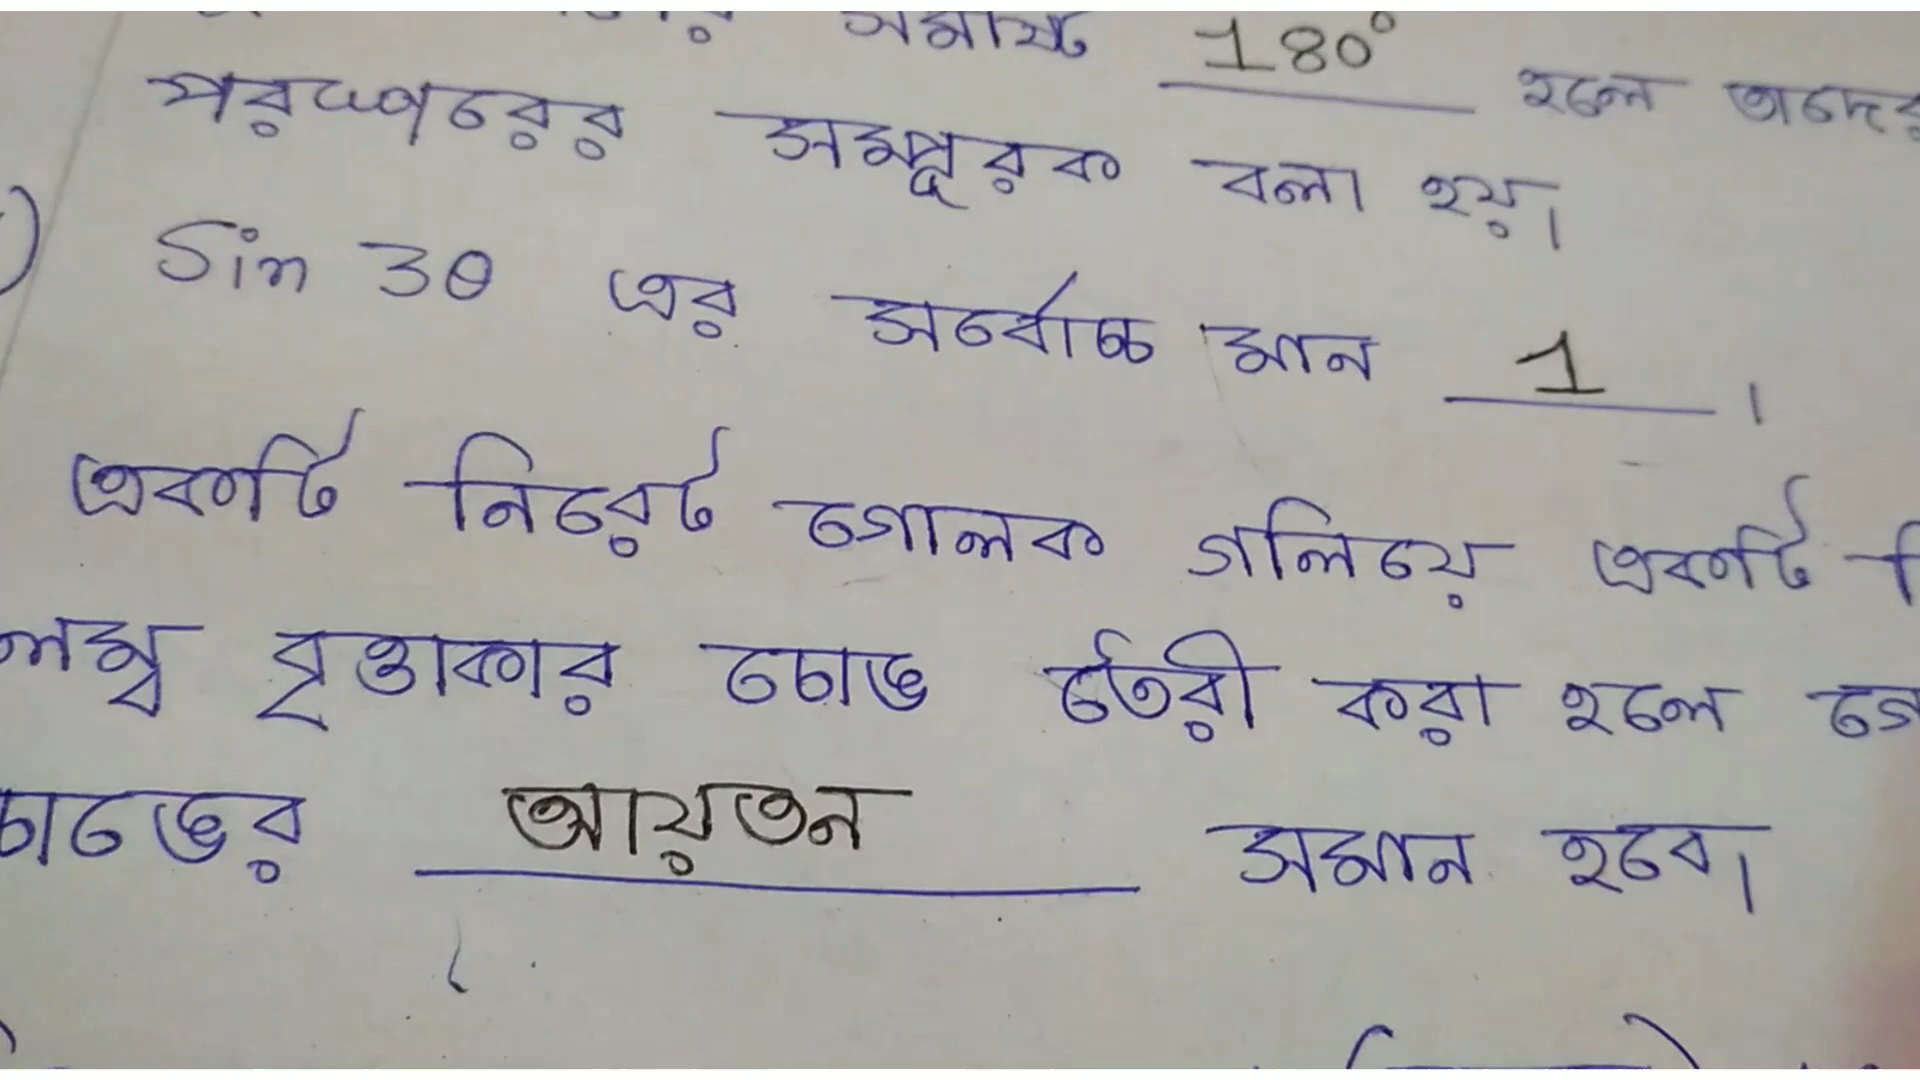 সমষ্টি 180° হলে তাদের
পরস্পরের সম্পূরক বলা হয়।
Sin 3θ এর সর্বোচ্চ মান 1 ।
একটি নিরেট গোলক গলিয়ে একটি
লম্ব বৃত্তাকার চোঙ তৈরী করা হলে
চোঙের আয়তন সমান হবে।